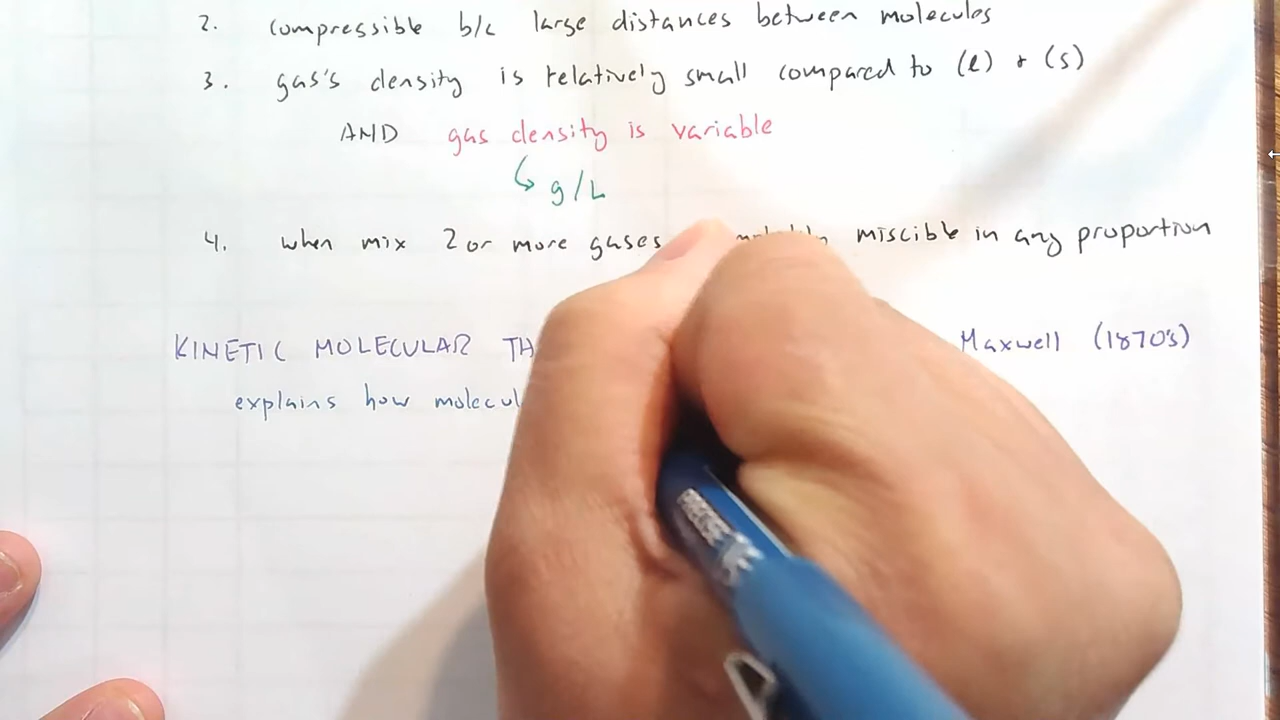 2. compressible b/c large distances between molecules
3. gas's density is relatively small compared to (l) + (s)
AND gas density is variable
↳ g/L
4. when mix 2 or more gases miscible in any proportion
KINETIC MOLECULAR TH Maxwell (1870's)
explains how molecul